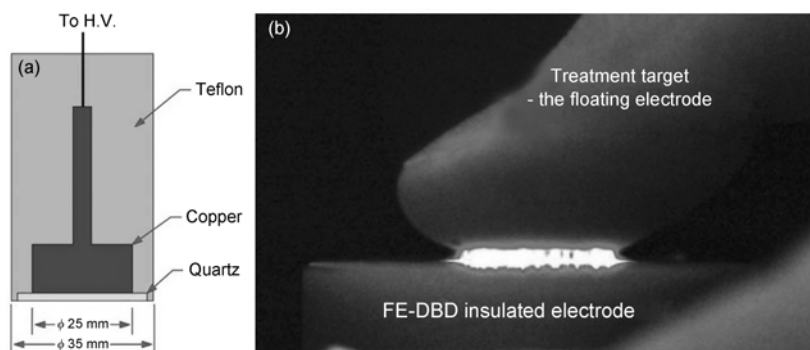 (a)
To H.V.
Teflon
Copper
Quartz
ϕ 25 mm
ϕ 35 mm
(b)
Treatment target
- the floating electrode
FE-DBD insulated electrode